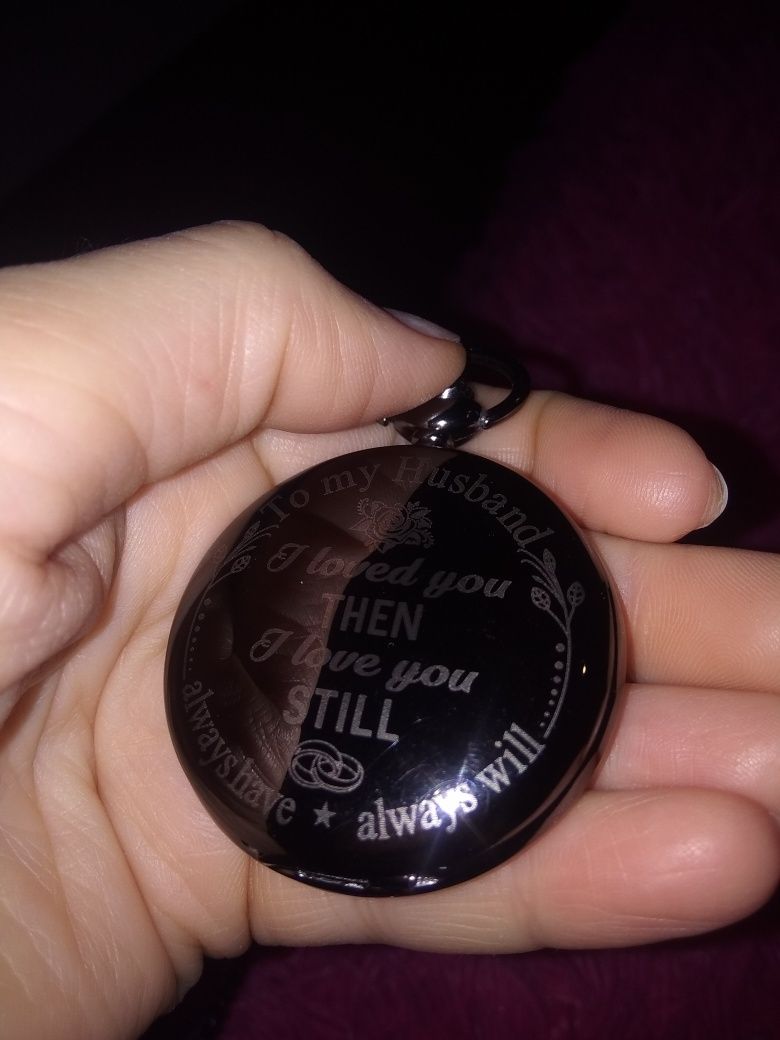 To my Husband
I loved you
THEN
I love you
STILL
always have ★ always will